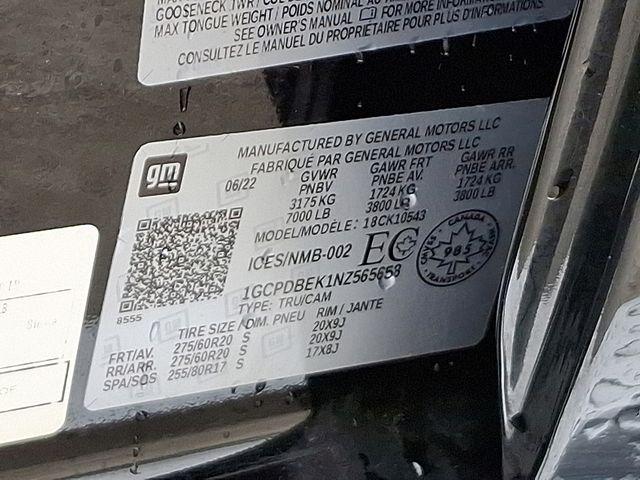 GOOSENECK TWR /
MAX TONGUE WEIGHT / POIDS NOMINAL AU
SEE OWNER'S MANUAL FOR MORE INFORMATION
CONSULTEZ LE MANUEL DU PROPRIÉTAIRE POUR PLUS D'INFORMATIONS
gm
MANUFACTURED BY GENERAL MOTORS LLC
FABRIQUÉ PAR GENERAL MOTORS LLC
06/22 GVWR GAWR FRT GAWR RR
PNBV PNBE AV. PNBE ARR.
3175 KG 1724 KG 1724 KG
7000 LB 3800 LB 3800 LB
MODEL/MODÈLE: 18CK10543
ICES/NMB-002 EC
CANADA
985
TRANSPORT
1GCPDBEK1NZ565658
TYPE: TRU/CAM
8555
TIRE SIZE / DIM. PNEU RIM / JANTE
FRT/AV. 275/60R20 S 20X9J
RR/ARR. 275/60R20 S 20X9J
SPA/SOS 255/80R17 S 17X8J